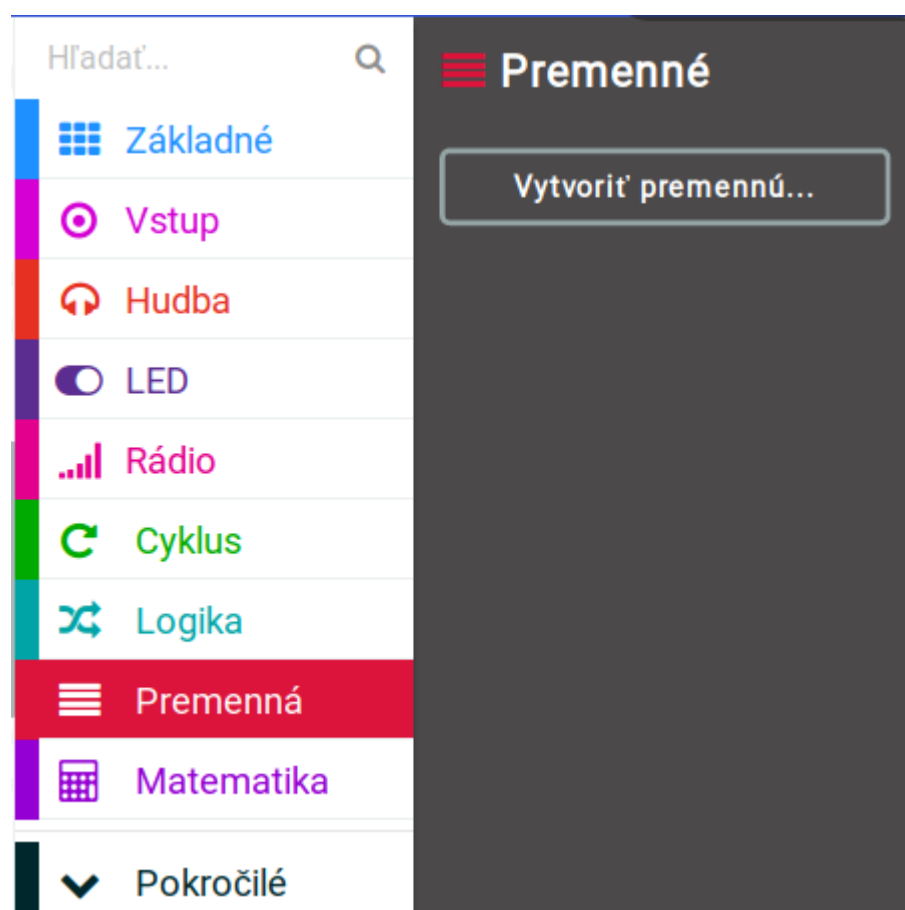 Hľadať...
Základné
Vstup
Hudba
LED
Rádio
Cyklus
Logika
Premenná
Matematika
Pokročilé
Premenné
Vytvoriť premennú...